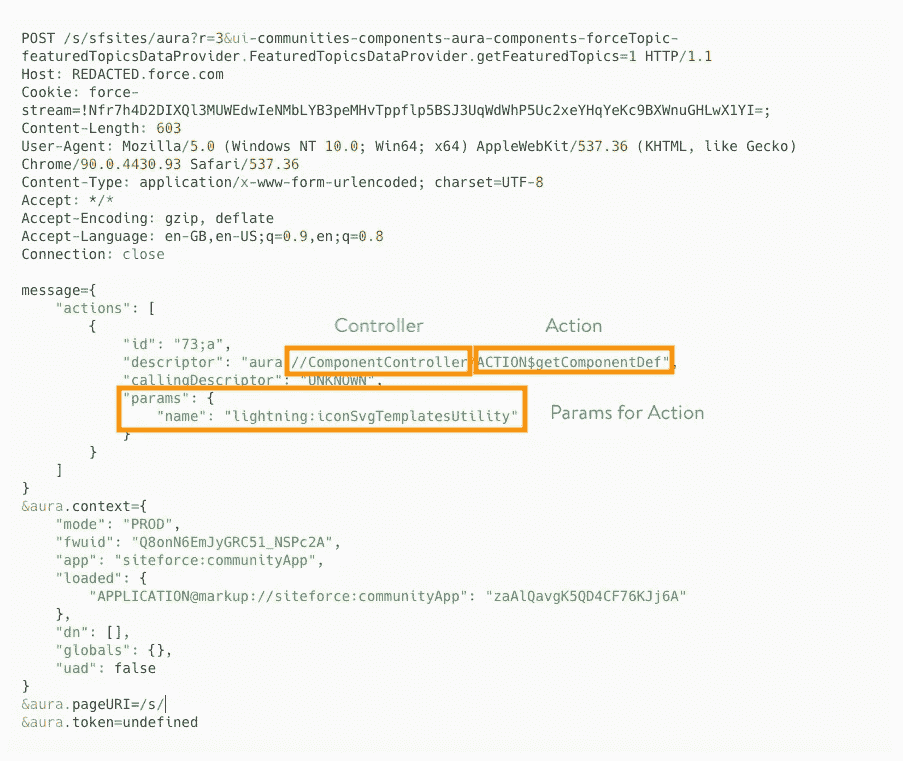 POST /s/sfsites/aura?r=3&ui-communities-components-aura-components-forceTopic-
featuredTopicsDataProvider.FeaturedTopicsDataProvider.getFeaturedTopics=1 HTTP/1.1
Host: REDACTED.force.com
Cookie: force-
stream=!Nfr7h4D2DIXQl3MUWEdwIeNMbLYB3peMHvTppflp5BSJ3UqWdWhP5Uc2xeYHqYeKc9BXWnuGHLwX1YI=;
Content-Length: 603
User-Agent: Mozilla/5.0 (Windows NT 10.0; Win64; x64) AppleWebKit/537.36 (KHTML, like Gecko)
Chrome/90.0.4430.93 Safari/537.36
Content-Type: application/x-www-form-urlencoded; charset=UTF-8
Accept: */*
Accept-Encoding: gzip, deflate
Accept-Language: en-GB,en-US;q=0.9,en;q=0.8
Connection: close
message={
"actions": [
{
Controller Action
"id": "73;a",
"descriptor": "aura://ComponentController/ACTION$getComponentDef",
"callingDescriptor": "UNKNOWN",
"params": {
"name": "lightning:iconSvgTemplatesUtility"
Params for Action
}
}
]
}
&aura.context={
"mode": "PROD",
"fwuid": "Q8onN6EmJyGRC51_NSPc2A",
"app": "siteforce:communityApp",
"loaded": {
"APPLICATION@markup://siteforce:communityApp": "zaAlQavgK5QD4CF76KJj6A"
},
"dn": [],
"globals": {},
"uad": false
}
&aura.pageURI=/s/
&aura.token=undefined